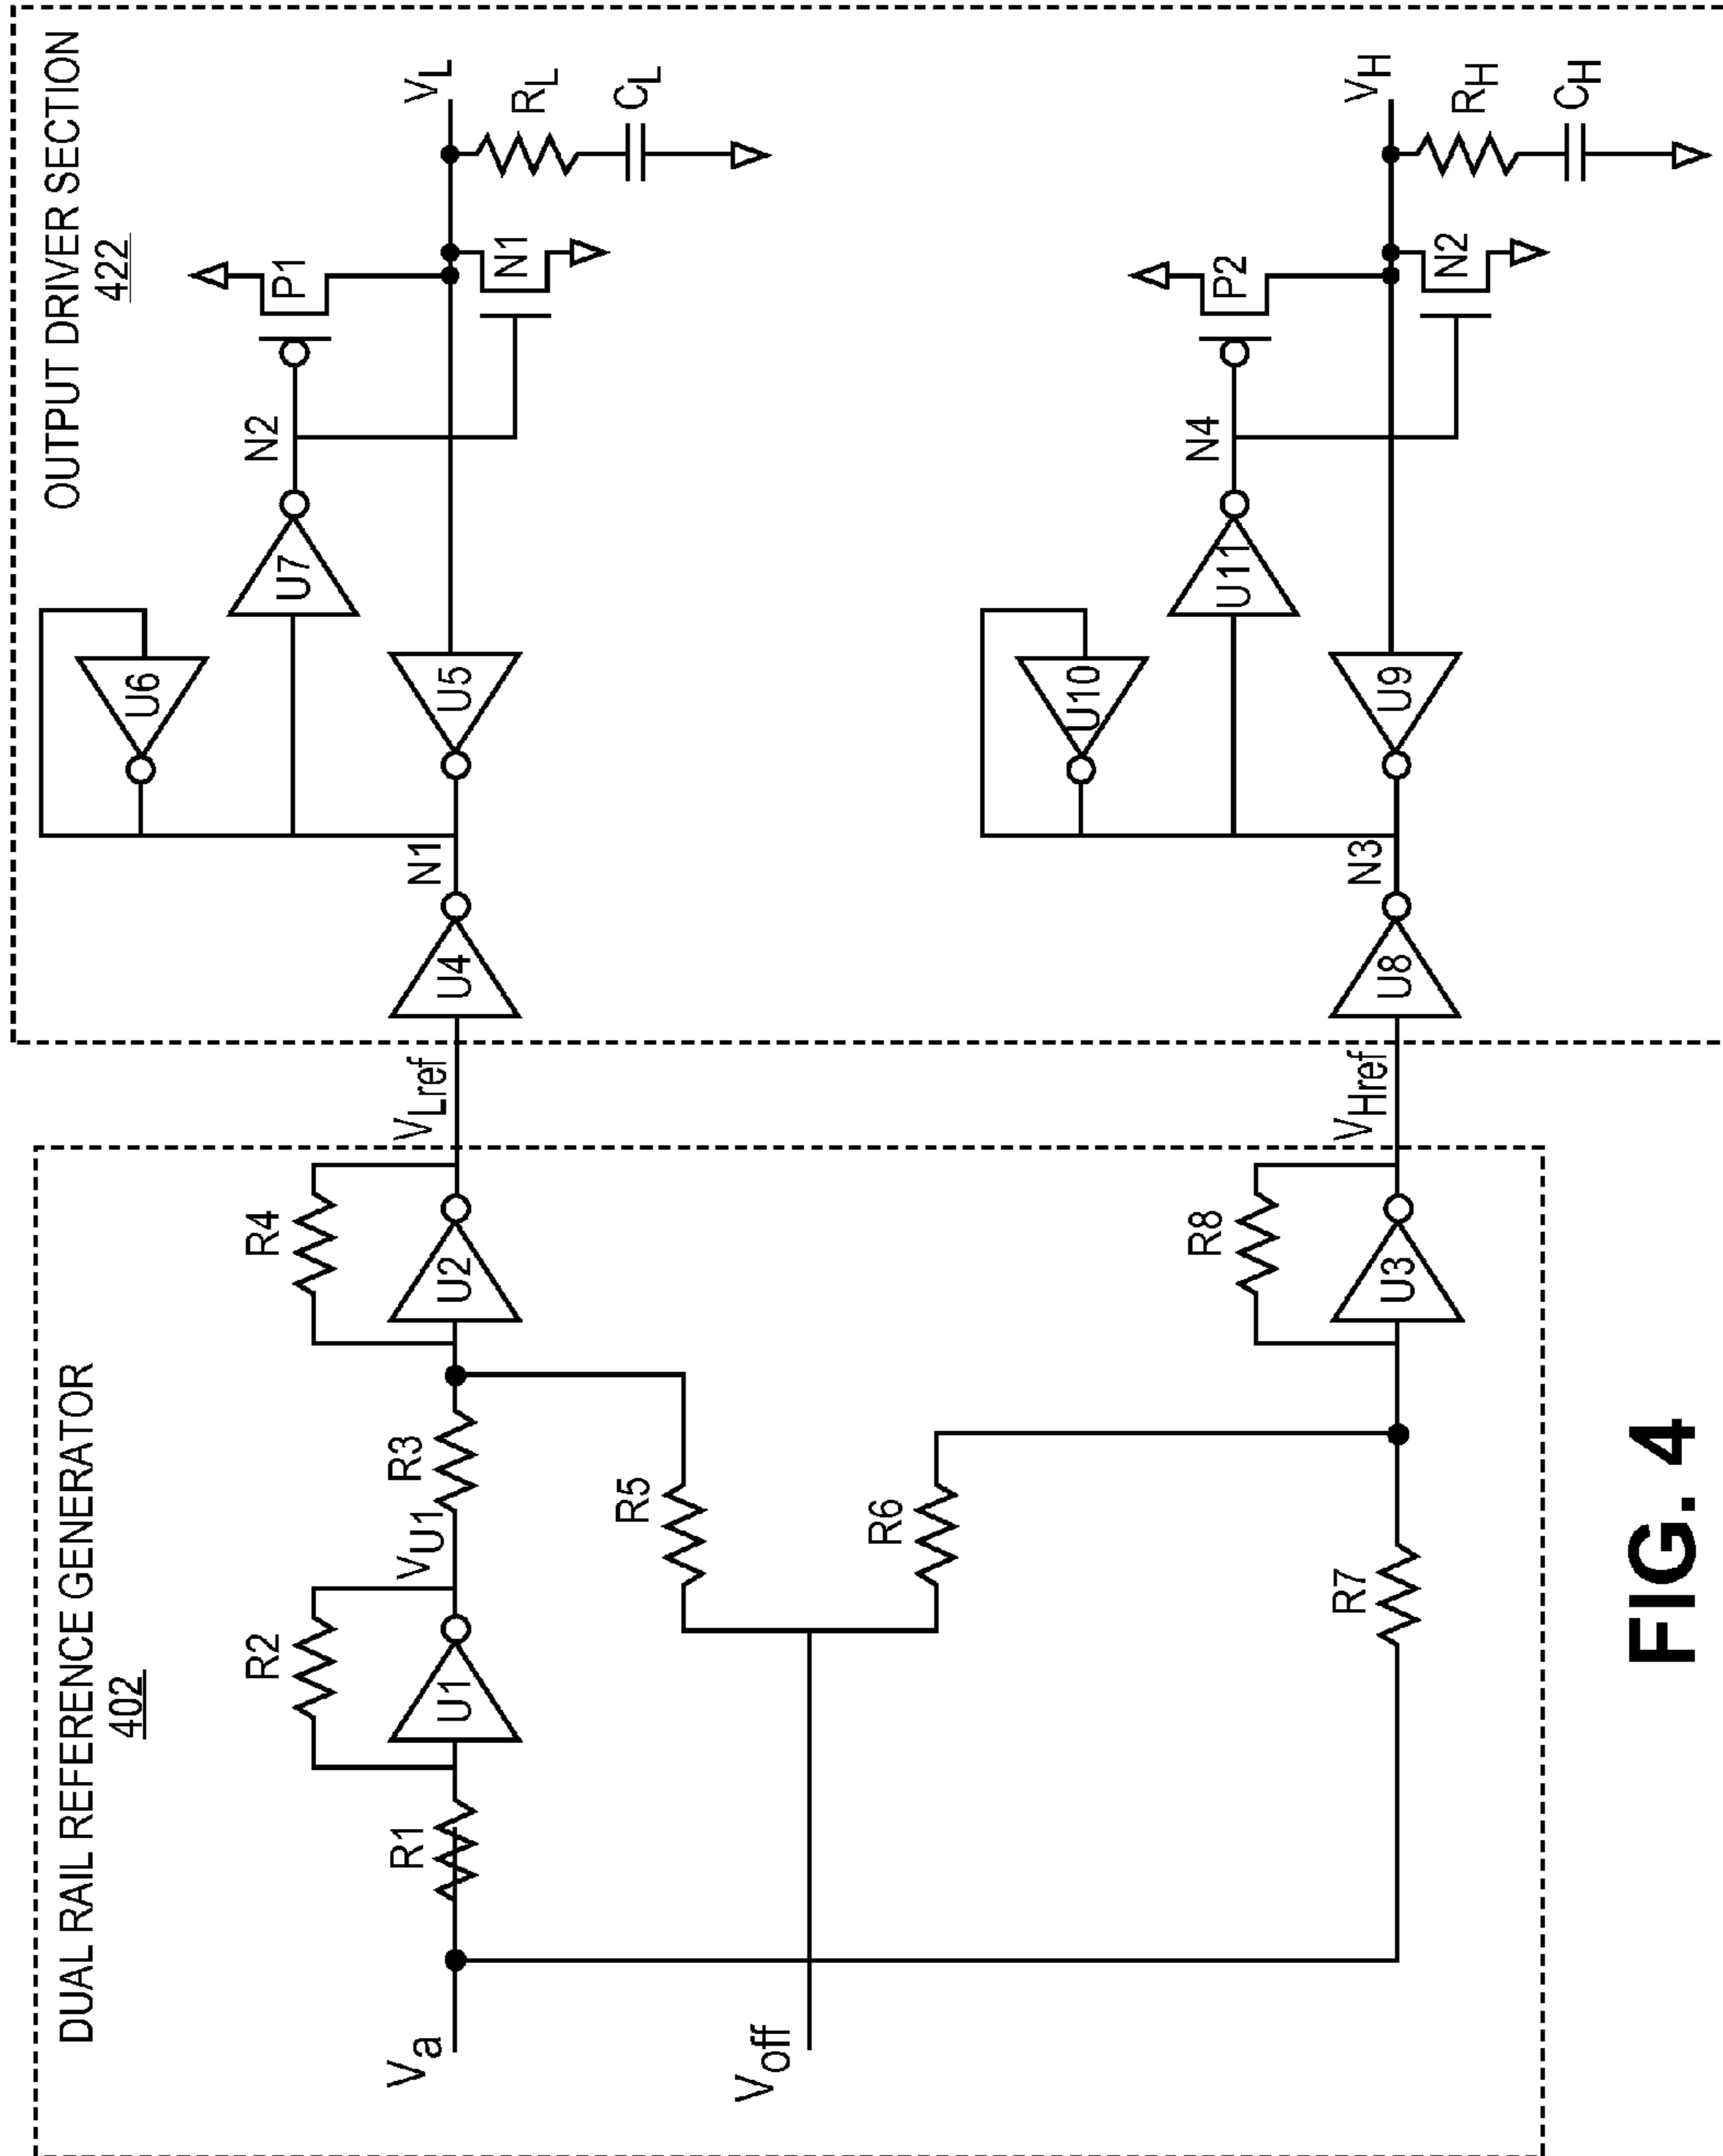 DUAL RAIL REFERENCE GENERATOR
402
Va
R1
R2
U1
VU1
R3
R4
U2
VLref
Voff
R5
R6
R7
R8
U3
VHref
OUTPUT DRIVER SECTION
422
U4
N1
U6
U5
U7
N2
P1
N1
VL
RL
CL
U8
N3
U10
U9
U11
N4
P2
N2
VH
RH
CH
FIG. 4